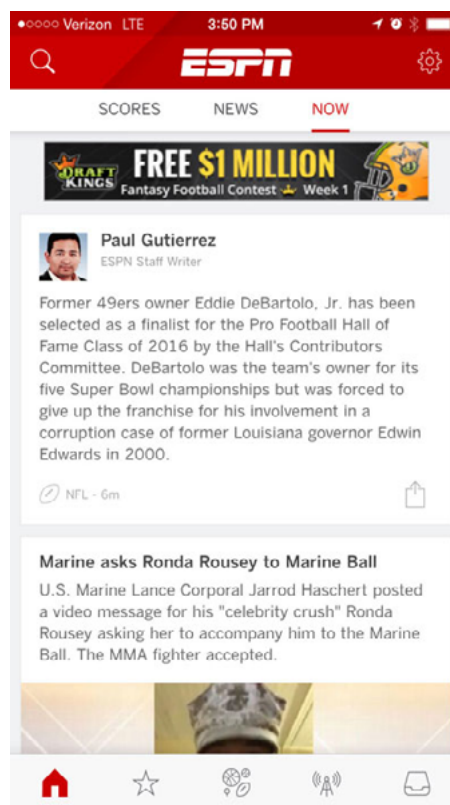 Verizon LTE 3:50 PM
ESPN
SCORES NEWS NOW
DRAFT KINGS FREE $1 MILLION
Fantasy Football Contest Week 1
Paul Gutierrez
ESPN Staff Writer
Former 49ers owner Eddie DeBartolo, Jr. has been
selected as a finalist for the Pro Football Hall of
Fame Class of 2016 by the Hall's Contributors
Committee. DeBartolo was the team's owner for its
five Super Bowl championships but was forced to
give up the franchise for his involvement in a
corruption case of former Louisiana governor Edwin
Edwards in 2000.
NFL - 6m
Marine asks Ronda Rousey to Marine Ball
U.S. Marine Lance Corporal Jarrod Haschert posted
a video message for his "celebrity crush" Ronda
Rousey asking her to accompany him to the Marine
Ball. The MMA fighter accepted.